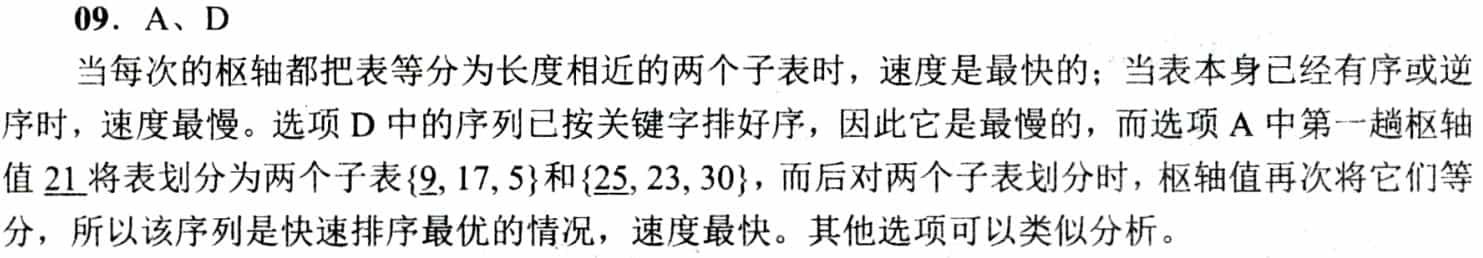 09．A、D
当每次的枢轴都把表等分为长度相近的两个子表时，速度是最快的；当表本身已经有序或逆
序时，速度最慢。选项 D 中的序列已按关键字排好序，因此它是最慢的，而选项 A 中第一趟枢轴
值 21 将表划分为两个子表{9, 17, 5}和{25, 23, 30}，而后对两个子表划分时，枢轴值再次将它们等
分，所以该序列是快速排序最优的情况，速度最快。其他选项可以类似分析。